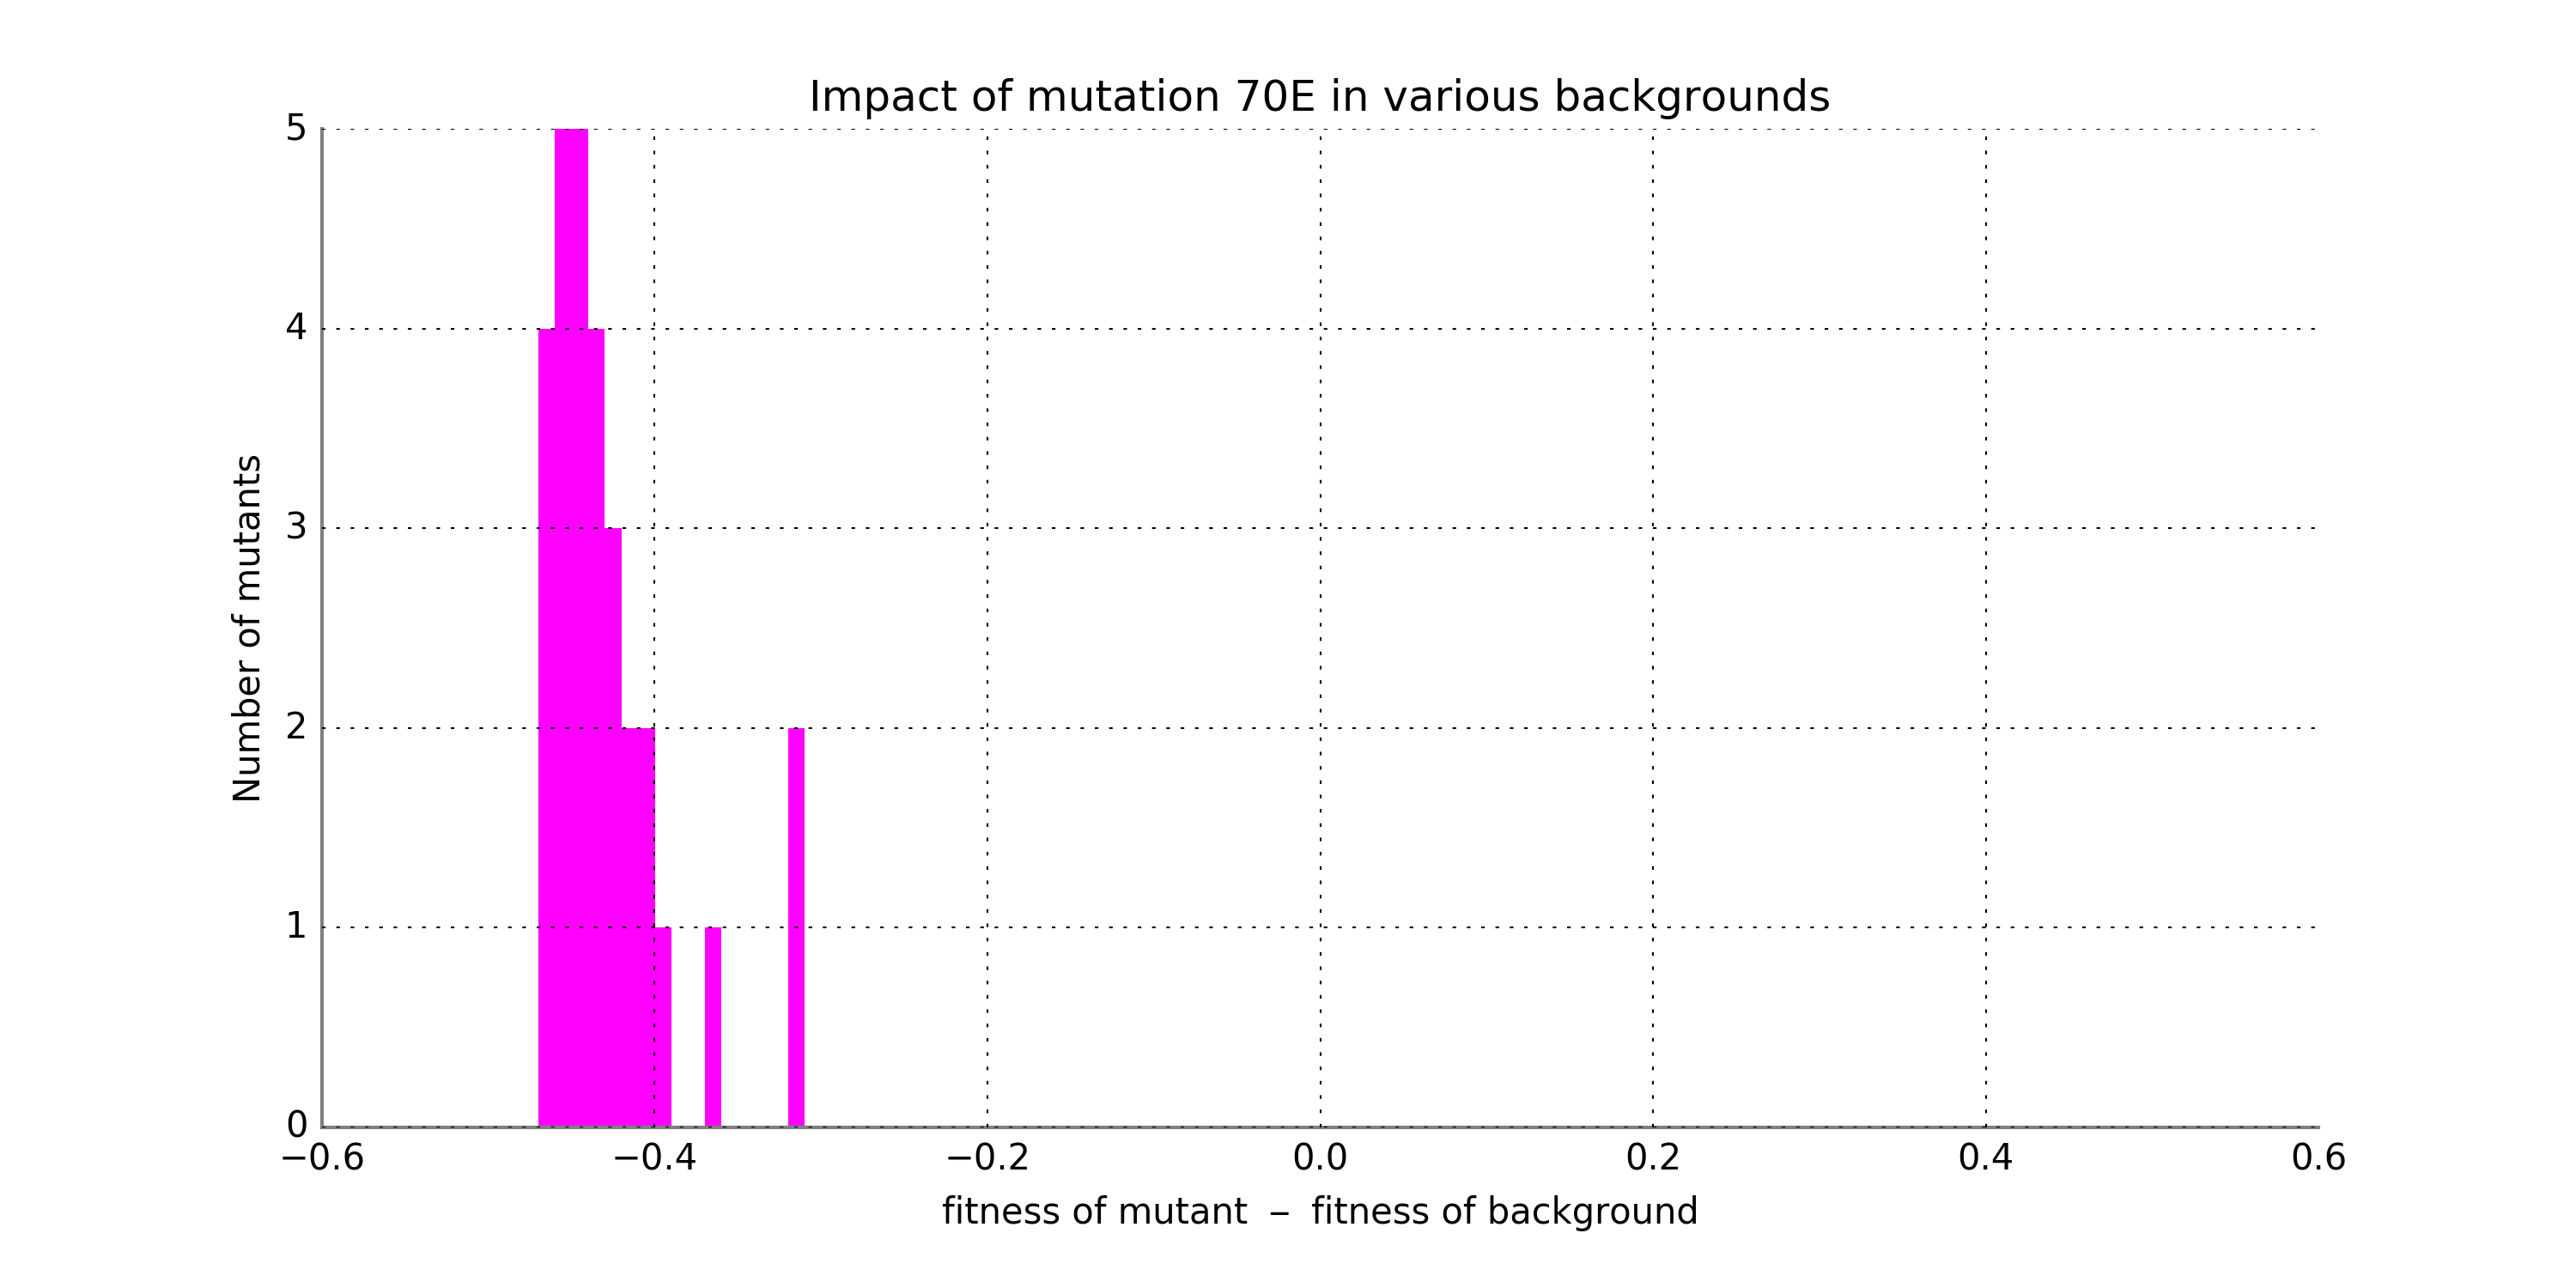 Impact of mutation 70E in various backgrounds
5
4
3
2
1
0
Number of mutants
−0.6 −0.4 −0.2 0.0 0.2 0.4 0.6
fitness of mutant − fitness of background